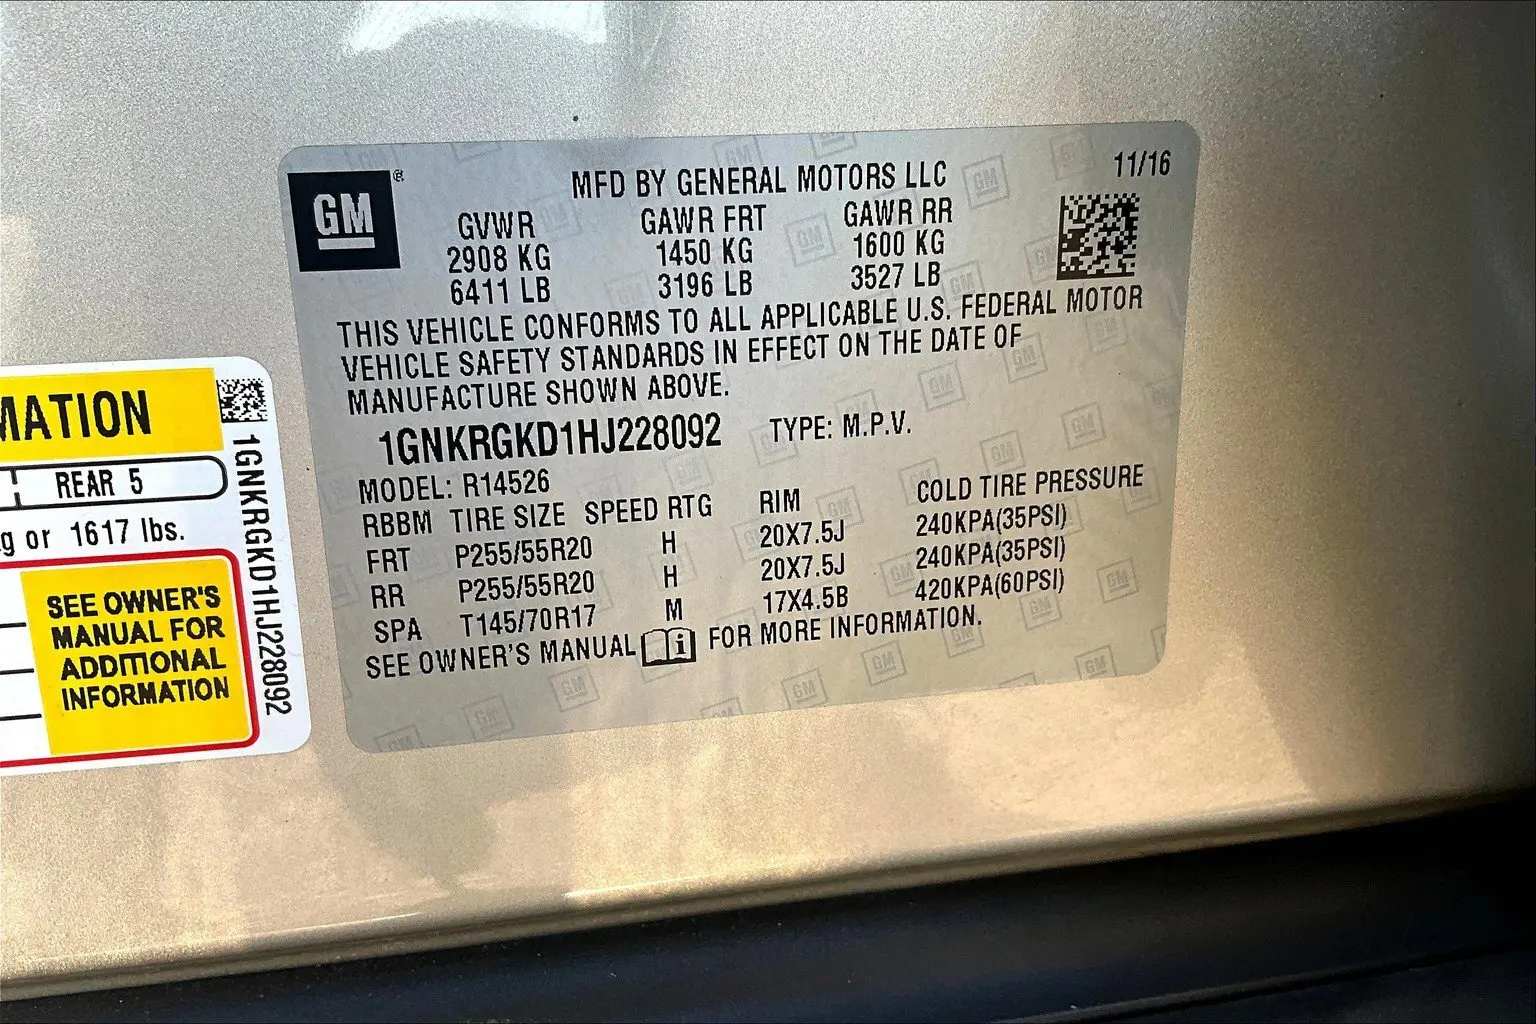 GM®
MFD BY GENERAL MOTORS LLC
11/16
GVWR GAWR FRT GAWR RR
2908 KG 1450 KG 1600 KG
6411 LB 3196 LB 3527 LB
THIS VEHICLE CONFORMS TO ALL APPLICABLE U.S. FEDERAL MOTOR
VEHICLE SAFETY STANDARDS IN EFFECT ON THE DATE OF
MANUFACTURE SHOWN ABOVE.
1GNKRGKD1HJ228092 TYPE: M.P.V.
MODEL: R14526
RBBM TIRE SIZE SPEED RTG RIM COLD TIRE PRESSURE
FRT P255/55R20 H 20X7.5J 240KPA(35PSI)
RR P255/55R20 H 20X7.5J 240KPA(35PSI)
SPA T145/70R17 M 17X4.5B 420KPA(60PSI)
SEE OWNER'S MANUAL i FOR MORE INFORMATION.
MATION
REAR 5
g or 1617 lbs.
SEE OWNER'S
MANUAL FOR
ADDITIONAL
INFORMATION
1GNKRGKD1HJ228092